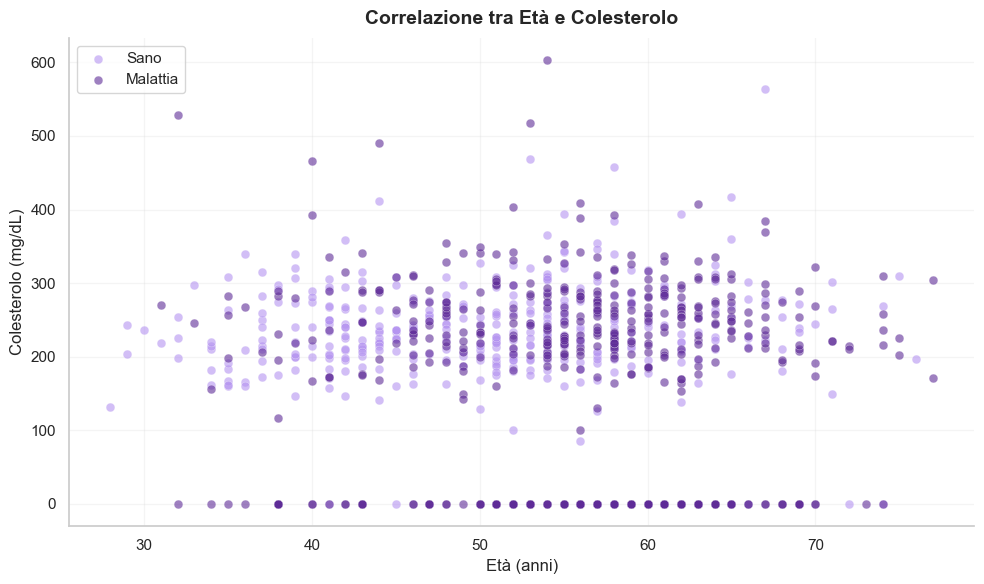 Correlazione tra Età e Colesterolo
Sano
Malattia
Colesterolo (mg/dL)
600
500
400
300
200
100
0
30
40
50
60
70
Età (anni)